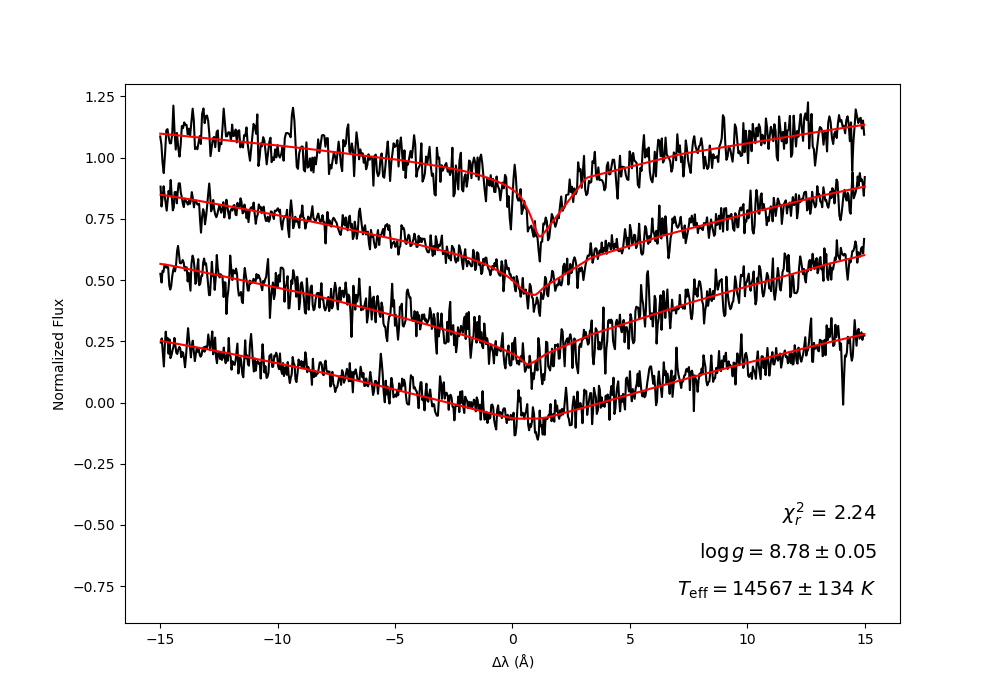 1.25
1.00
0.75
0.50
0.25
0.00
−0.25
−0.50
−0.75
Normalized Flux
χ²ᵣ = 2.24
log g = 8.78 ± 0.05
T_eff = 14567 ± 134 K
−15 −10 −5 0 5 10 15
Δλ (Å)